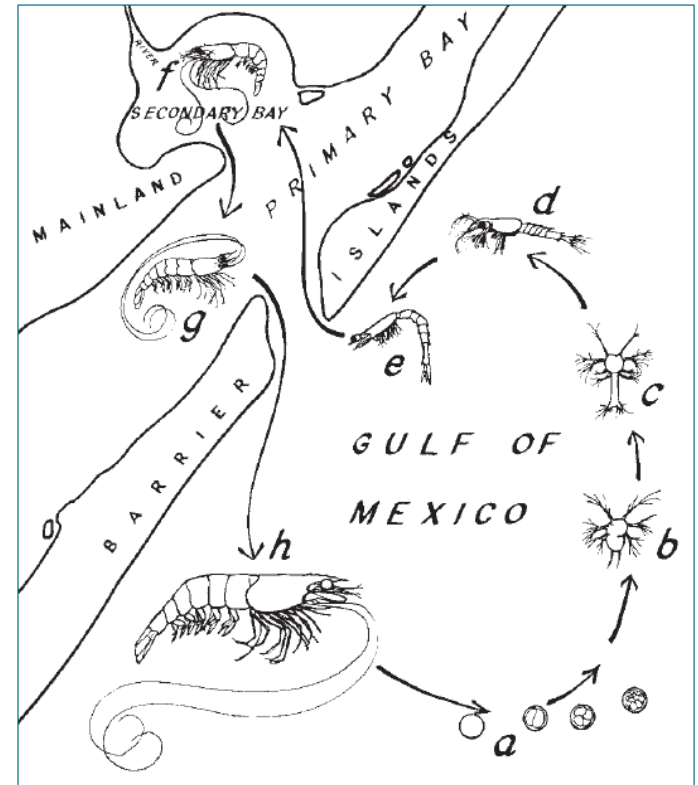 RIVER
f
SECONDARY BAY
PRIMARY BAY
MAINLAND
ISLANDS
d
g
e
c
BARRIER
GULF OF
MEXICO
b
h
a